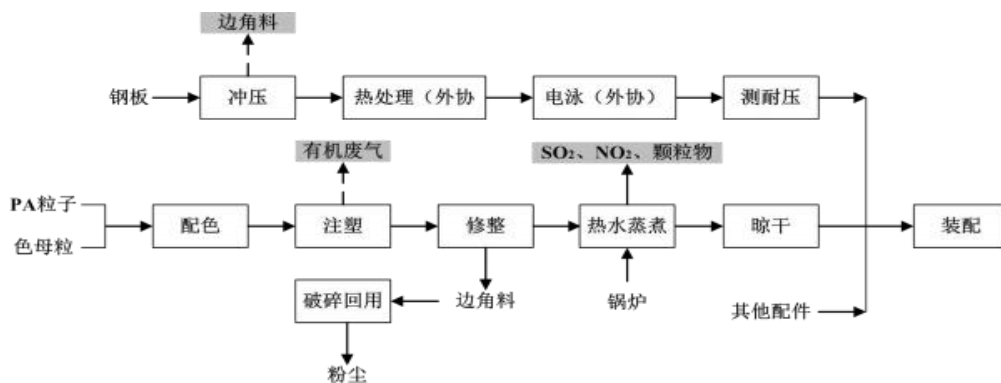 边角料
钢板
冲压
热处理（外协
电泳（外协）
测耐压
有机废气
SO₂、NO₂、颗粒物
PA粒子
色母粒
配色
注塑
修整
热水蒸煮
晾干
装配
破碎回用
边角料
锅炉
其他配件
粉尘